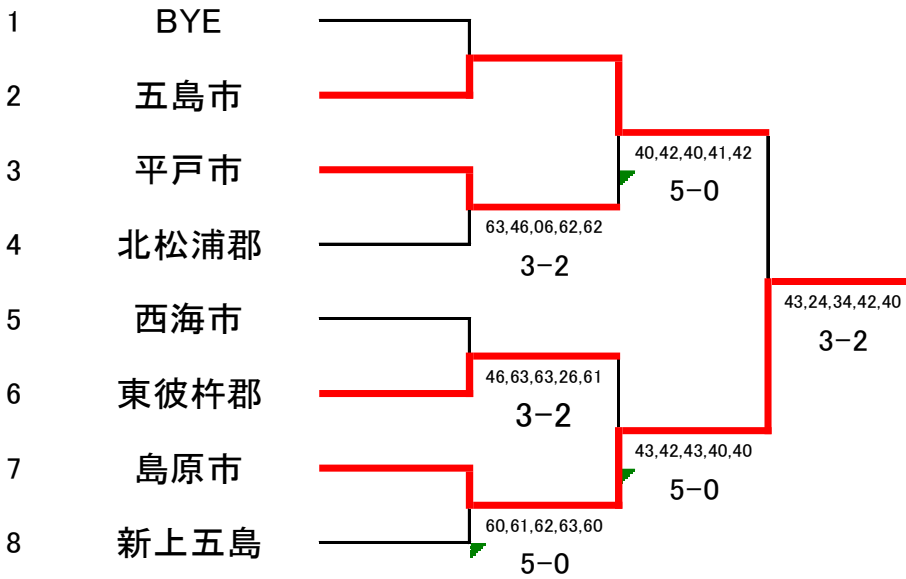 1 BYE
2 五島市
3 平戸市
4 北松浦郡
5 西海市
6 東彼杵郡
7 島原市
8 新上五島
63,46,06,62,62
3-2
46,63,63,26,61
3-2
60,61,62,63,60
5-0
40,42,40,41,42
5-0
43,42,43,40,40
5-0
43,24,34,42,40
3-2